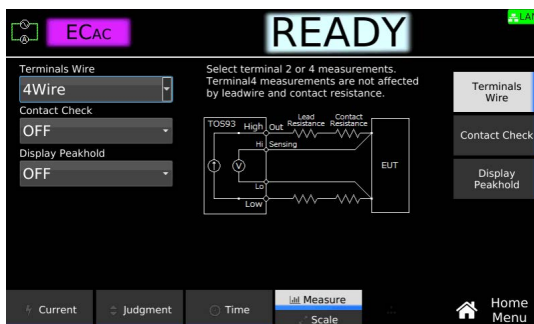 ECAC
READY
LAN
Terminals Wire
4Wire
Contact Check
OFF
Display Peakhold
OFF
Select terminal 2 or 4 measurements.
Terminal4 measurements are not affected
by leadwire and contact resistance.
TOS93
High
Out
Lead
Resistance
Contact
Resistance
Hi
Sensing
V
EUT
Lo
Low
Terminals
Wire
Contact Check
Display
Peakhold
Current
Judgment
Time
Measure
Scale
Home
Menu